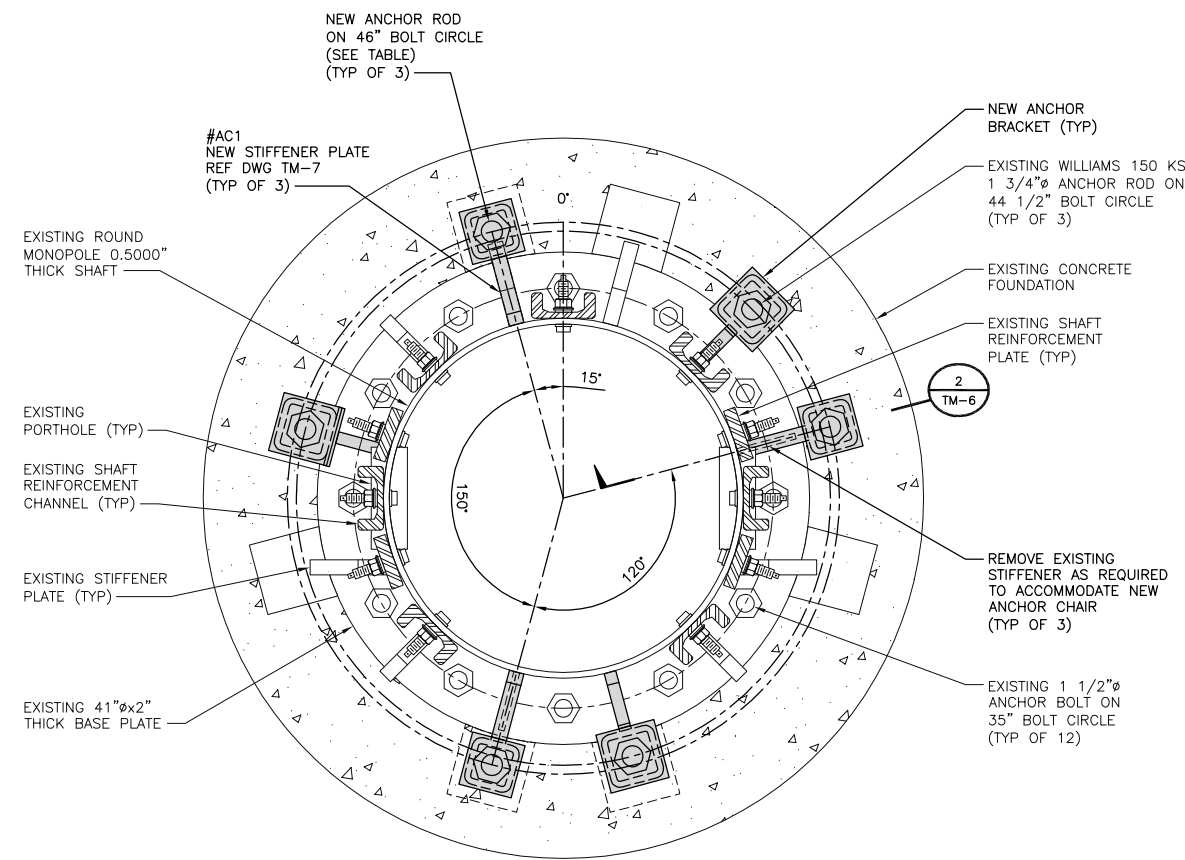 NEW ANCHOR ROD
ON 46" BOLT CIRCLE
(SEE TABLE)
(TYP OF 3)
#AC1
NEW STIFFENER PLATE
REF DWG TM-7
(TYP OF 3)
EXISTING ROUND
MONOPOLE 0.5000"
THICK SHAFT
EXISTING
PORTHOLE (TYP)
EXISTING SHAFT
REINFORCEMENT
CHANNEL (TYP)
EXISTING STIFFENER
PLATE (TYP)
EXISTING 41"øx2"
THICK BASE PLATE
0°
15°
150°
120°
NEW ANCHOR
BRACKET (TYP)
EXISTING WILLIAMS 150 KS
1 3/4"ø ANCHOR ROD ON
44 1/2" BOLT CIRCLE
(TYP OF 3)
EXISTING CONCRETE
FOUNDATION
EXISTING SHAFT
REINFORCEMENT
PLATE (TYP)
2
TM-6
REMOVE EXISTING
STIFFENER AS REQUIRED
TO ACCOMMODATE NEW
ANCHOR CHAIR
(TYP OF 3)
EXISTING 1 1/2"ø
ANCHOR BOLT ON
35" BOLT CIRCLE
(TYP OF 12)